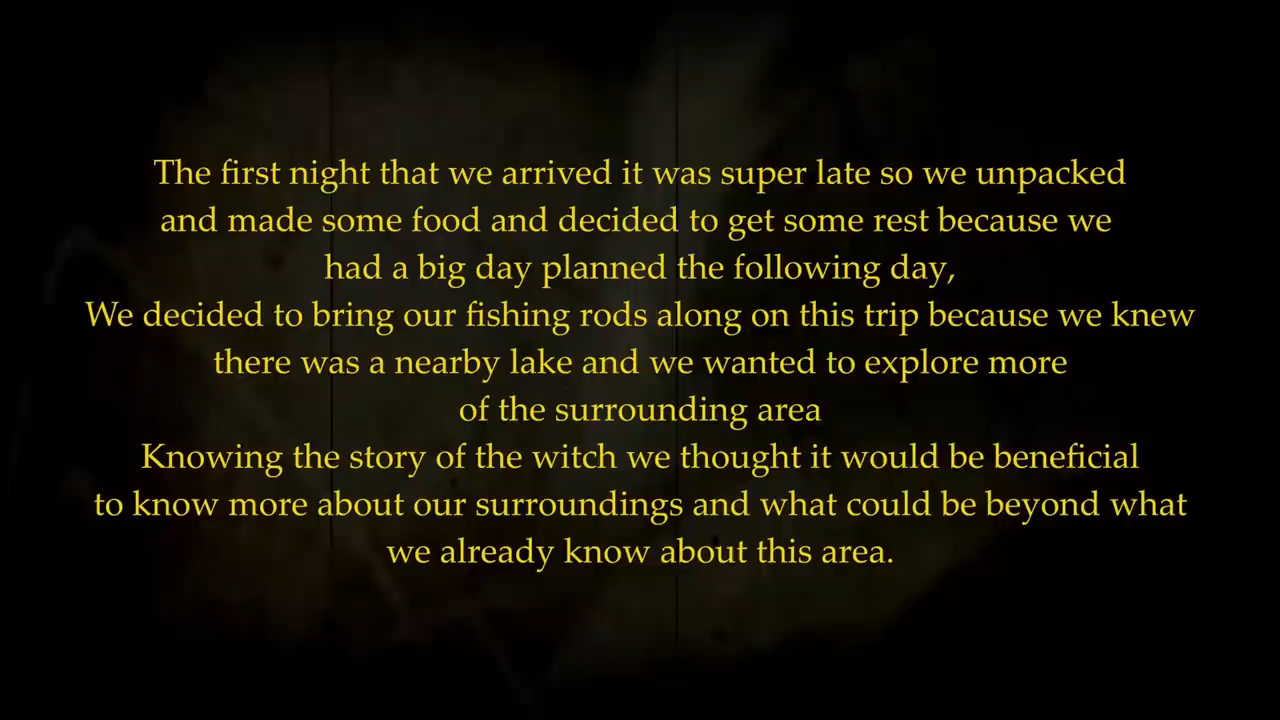 The first night that we arrived it was super late so we unpacked
and made some food and decided to get some rest because we
had a big day planned the following day,
We decided to bring our fishing rods along on this trip because we knew
there was a nearby lake and we wanted to explore more
of the surrounding area
Knowing the story of the witch we thought it would be beneficial
to know more about our surroundings and what could be beyond what
we already know about this area.